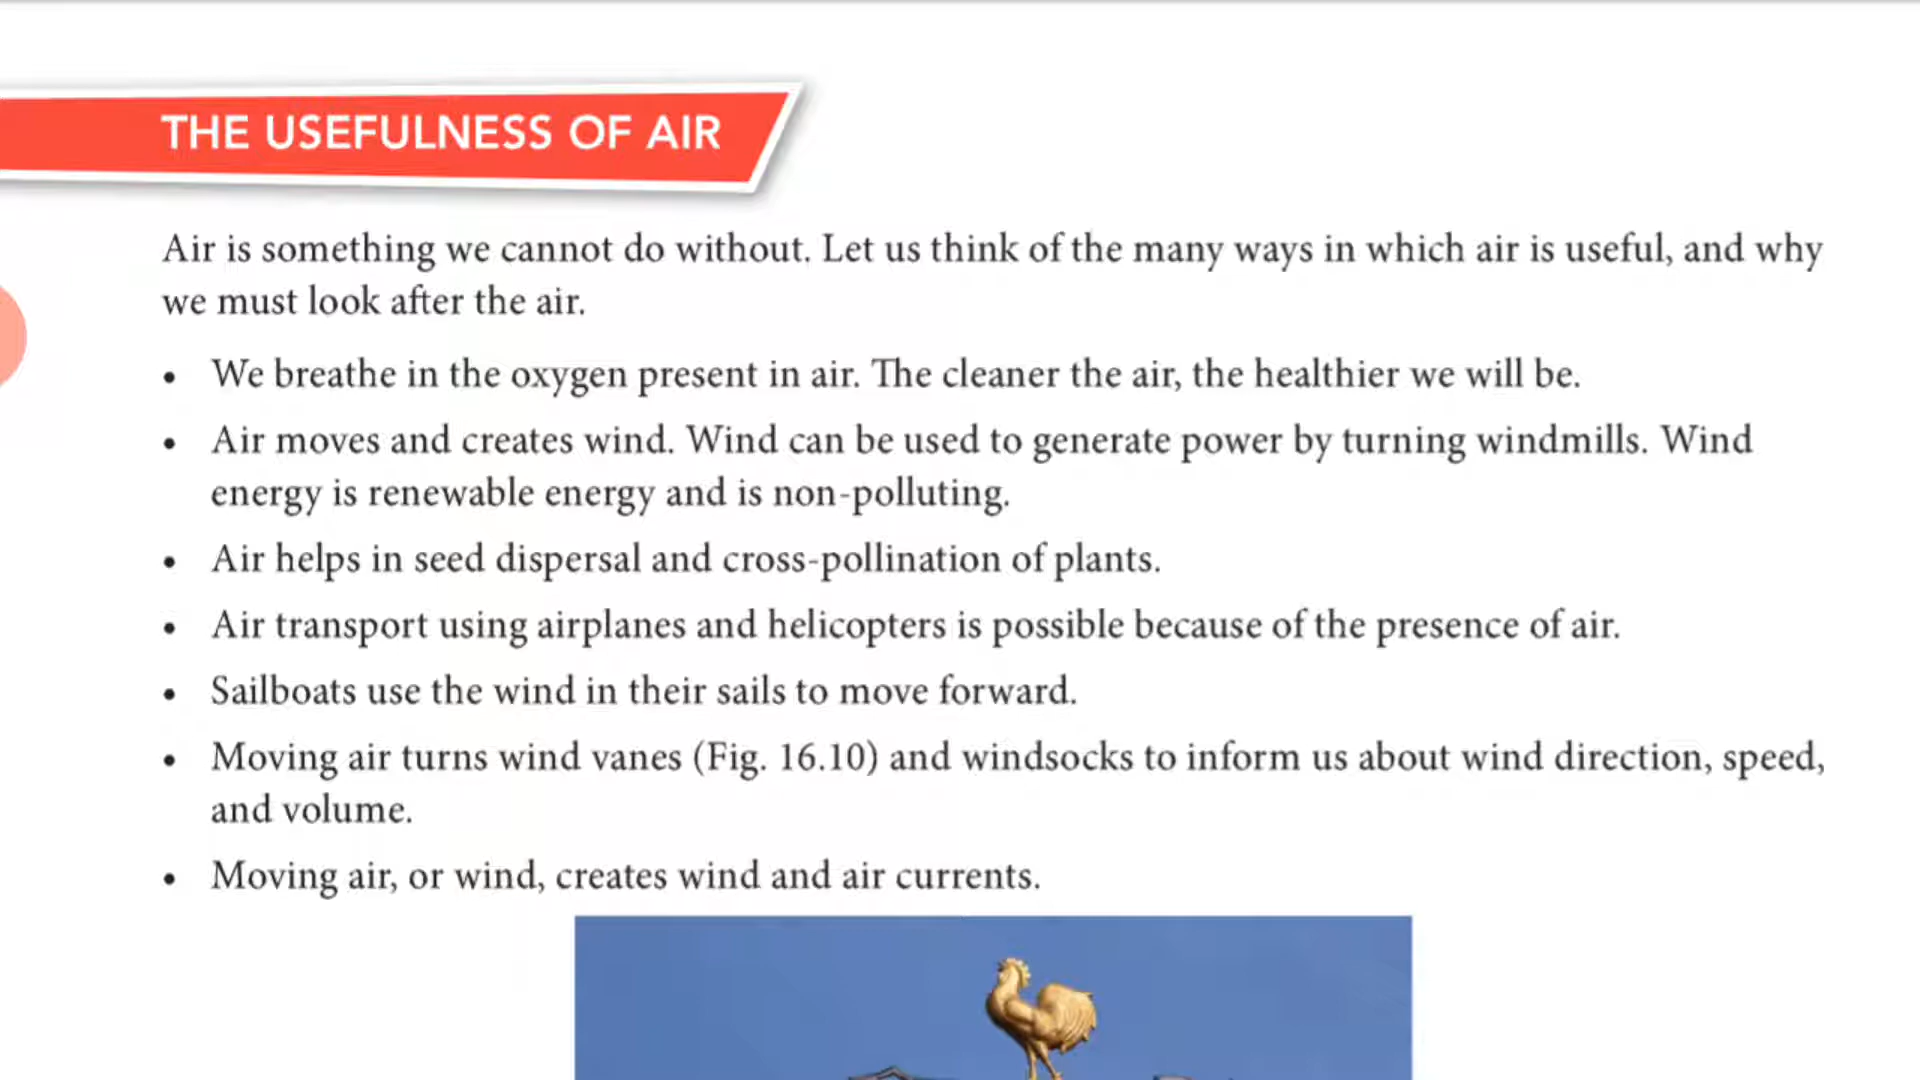 THE USEFULNESS OF AIR
Air is something we cannot do without. Let us think of the many ways in which air is useful, and why
we must look after the air.
• We breathe in the oxygen present in air. The cleaner the air, the healthier we will be.
• Air moves and creates wind. Wind can be used to generate power by turning windmills. Wind
energy is renewable energy and is non-polluting.
• Air helps in seed dispersal and cross-pollination of plants.
• Air transport using airplanes and helicopters is possible because of the presence of air.
• Sailboats use the wind in their sails to move forward.
• Moving air turns wind vanes (Fig. 16.10) and windsocks to inform us about wind direction, speed,
and volume.
• Moving air, or wind, creates wind and air currents.